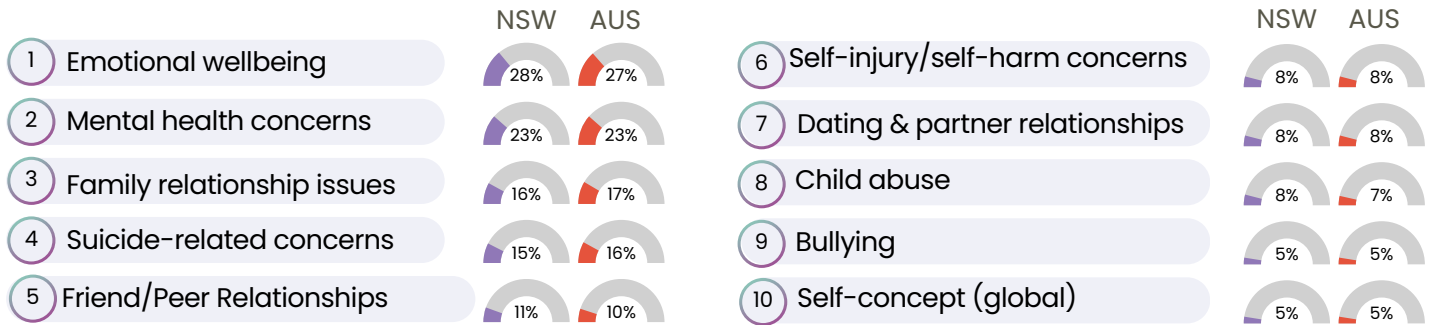 NSW AUS
1 Emotional wellbeing 28% 27%
2 Mental health concerns 23% 23%
3 Family relationship issues 16% 17%
4 Suicide-related concerns 15% 16%
5 Friend/Peer Relationships 11% 10%
NSW AUS
6 Self-injury/self-harm concerns 8% 8%
7 Dating & partner relationships 8% 8%
8 Child abuse 8% 7%
9 Bullying 5% 5%
10 Self-concept (global) 5% 5%